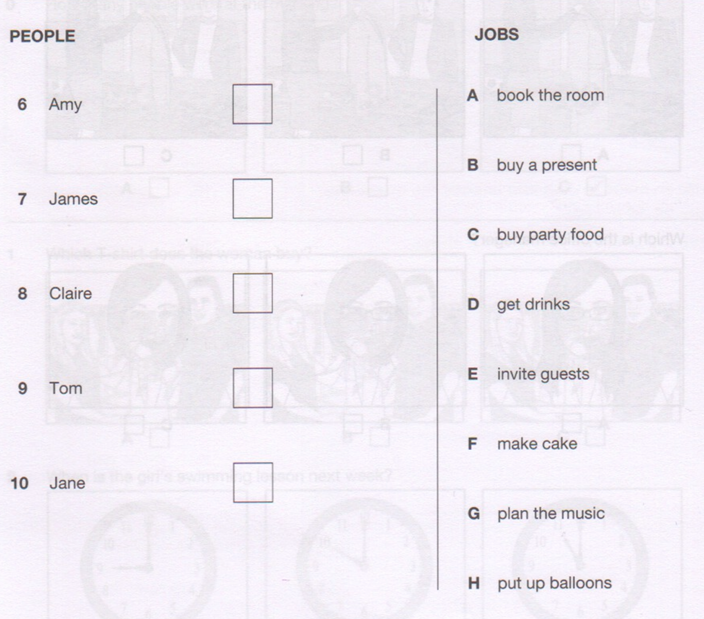 PEOPLE
6 Amy
7 James
8 Claire
9 Tom
10 Jane
JOBS
A book the room
B buy a present
C buy party food
D get drinks
E invite guests
F make cake
G plan the music
H put up balloons